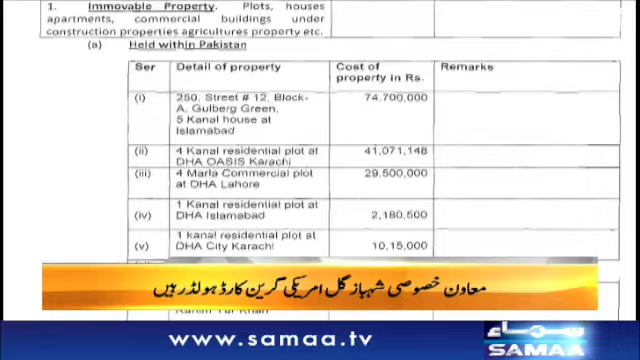 1. Immovable Property. Plots, houses
apartments, commercial buildings under
construction properties agricultures property etc.
(a) Held within Pakistan
Ser Detail of property Cost of property in Rs. Remarks
(i) 250, Street # 12, Block-
A, Gulberg Green,
5 Kanal house at
Islamabad 74,700,000
(ii) 4 Kanal residential plot at
DHA OASIS Karachi 41,071,148
(iii) 4 Marla Commercial plot
at DHA Lahore 29,500,000
(iv) 1 Kanal residential plot at
DHA Islamabad 2,180,500
(v) 1 kanal residential plot at
DHA City Karachi 10,15,000
معاون خصوصی شہباز گل امریکی گرین کارڈ ہولڈر ہیں
www.samaa.tv
سماء
SAMAA